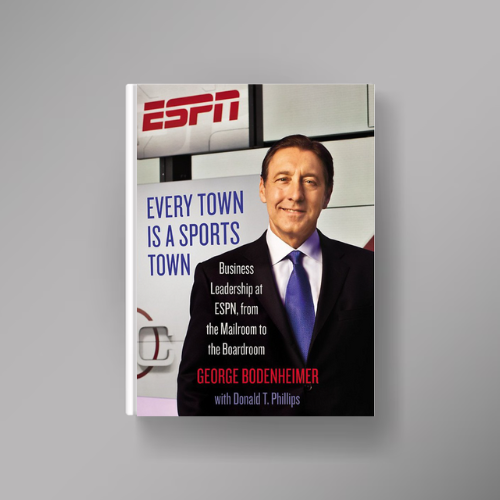 ESPN
EVERY TOWN
IS A SPORTS
TOWN
Business
Leadership at
ESPN, from
the Mailroom to
the Boardroom
GEORGE BODENHEIMER
with Donald T. Phillips